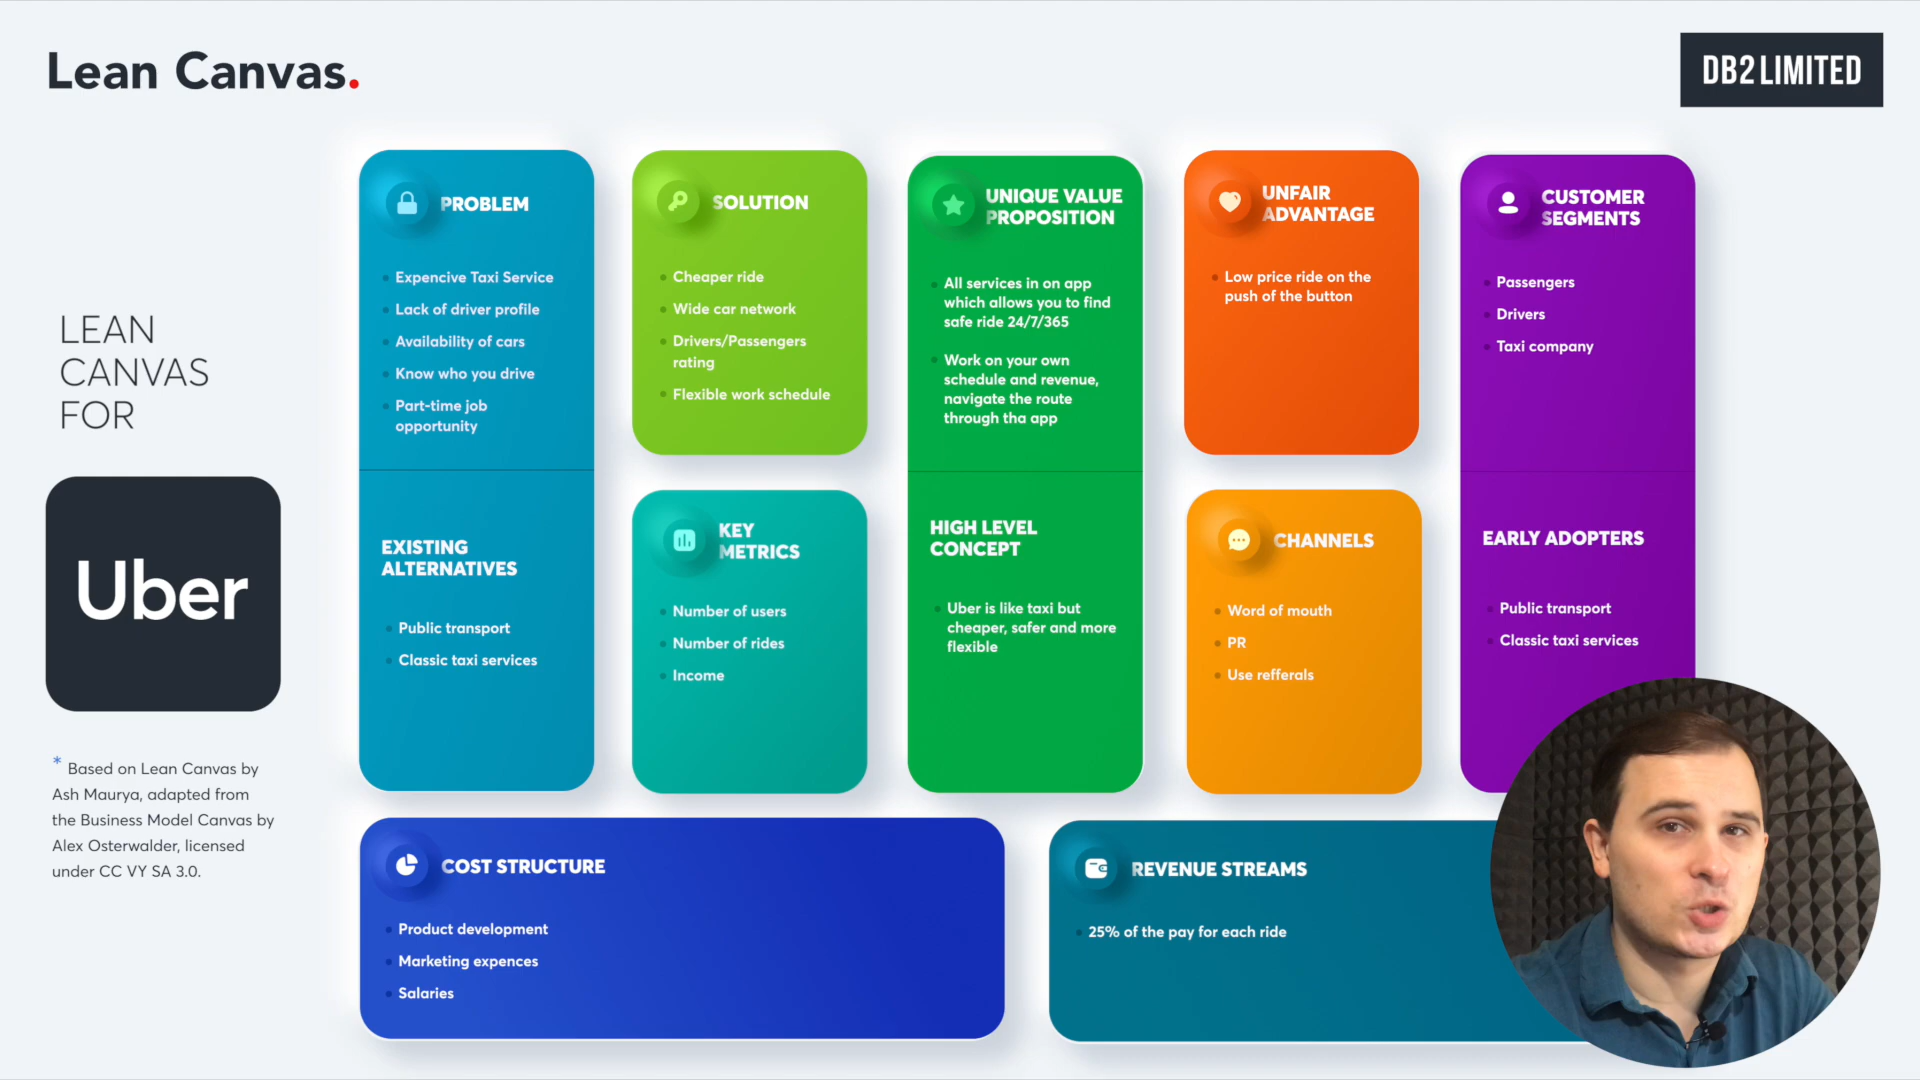 Lean Canvas.
DB2 LIMITED
LEAN
CANVAS
FOR
Uber
* Based on Lean Canvas by
Ash Maurya, adapted from
the Business Model Canvas by
Alex Osterwalder, licensed
under CC VY SA 3.0.
PROBLEM
Expencive Taxi Service
Lack of driver profile
Availability of cars
Know who you drive
Part-time job
opportunity
EXISTING
ALTERNATIVES
Public transport
Classic taxi services
SOLUTION
Cheaper ride
Wide car network
Drivers/Passengers
rating
Flexible work schedule
KEY
METRICS
Number of users
Number of rides
Income
UNIQUE VALUE
PROPOSITION
All services in on app
which allows you to find
safe ride 24/7/365
Work on your own
schedule and revenue,
navigate the route
through tha app
HIGH LEVEL
CONCEPT
Uber is like taxi but
cheaper, safer and more
flexible
UNFAIR
ADVANTAGE
Low price ride on the
push of the button
CHANNELS
Word of mouth
PR
Use refferals
CUSTOMER
SEGMENTS
Passengers
Drivers
Taxi company
EARLY ADOPTERS
Public transport
Classic taxi services
COST STRUCTURE
Product development
Marketing expences
Salaries
REVENUE STREAMS
25% of the pay for each ride